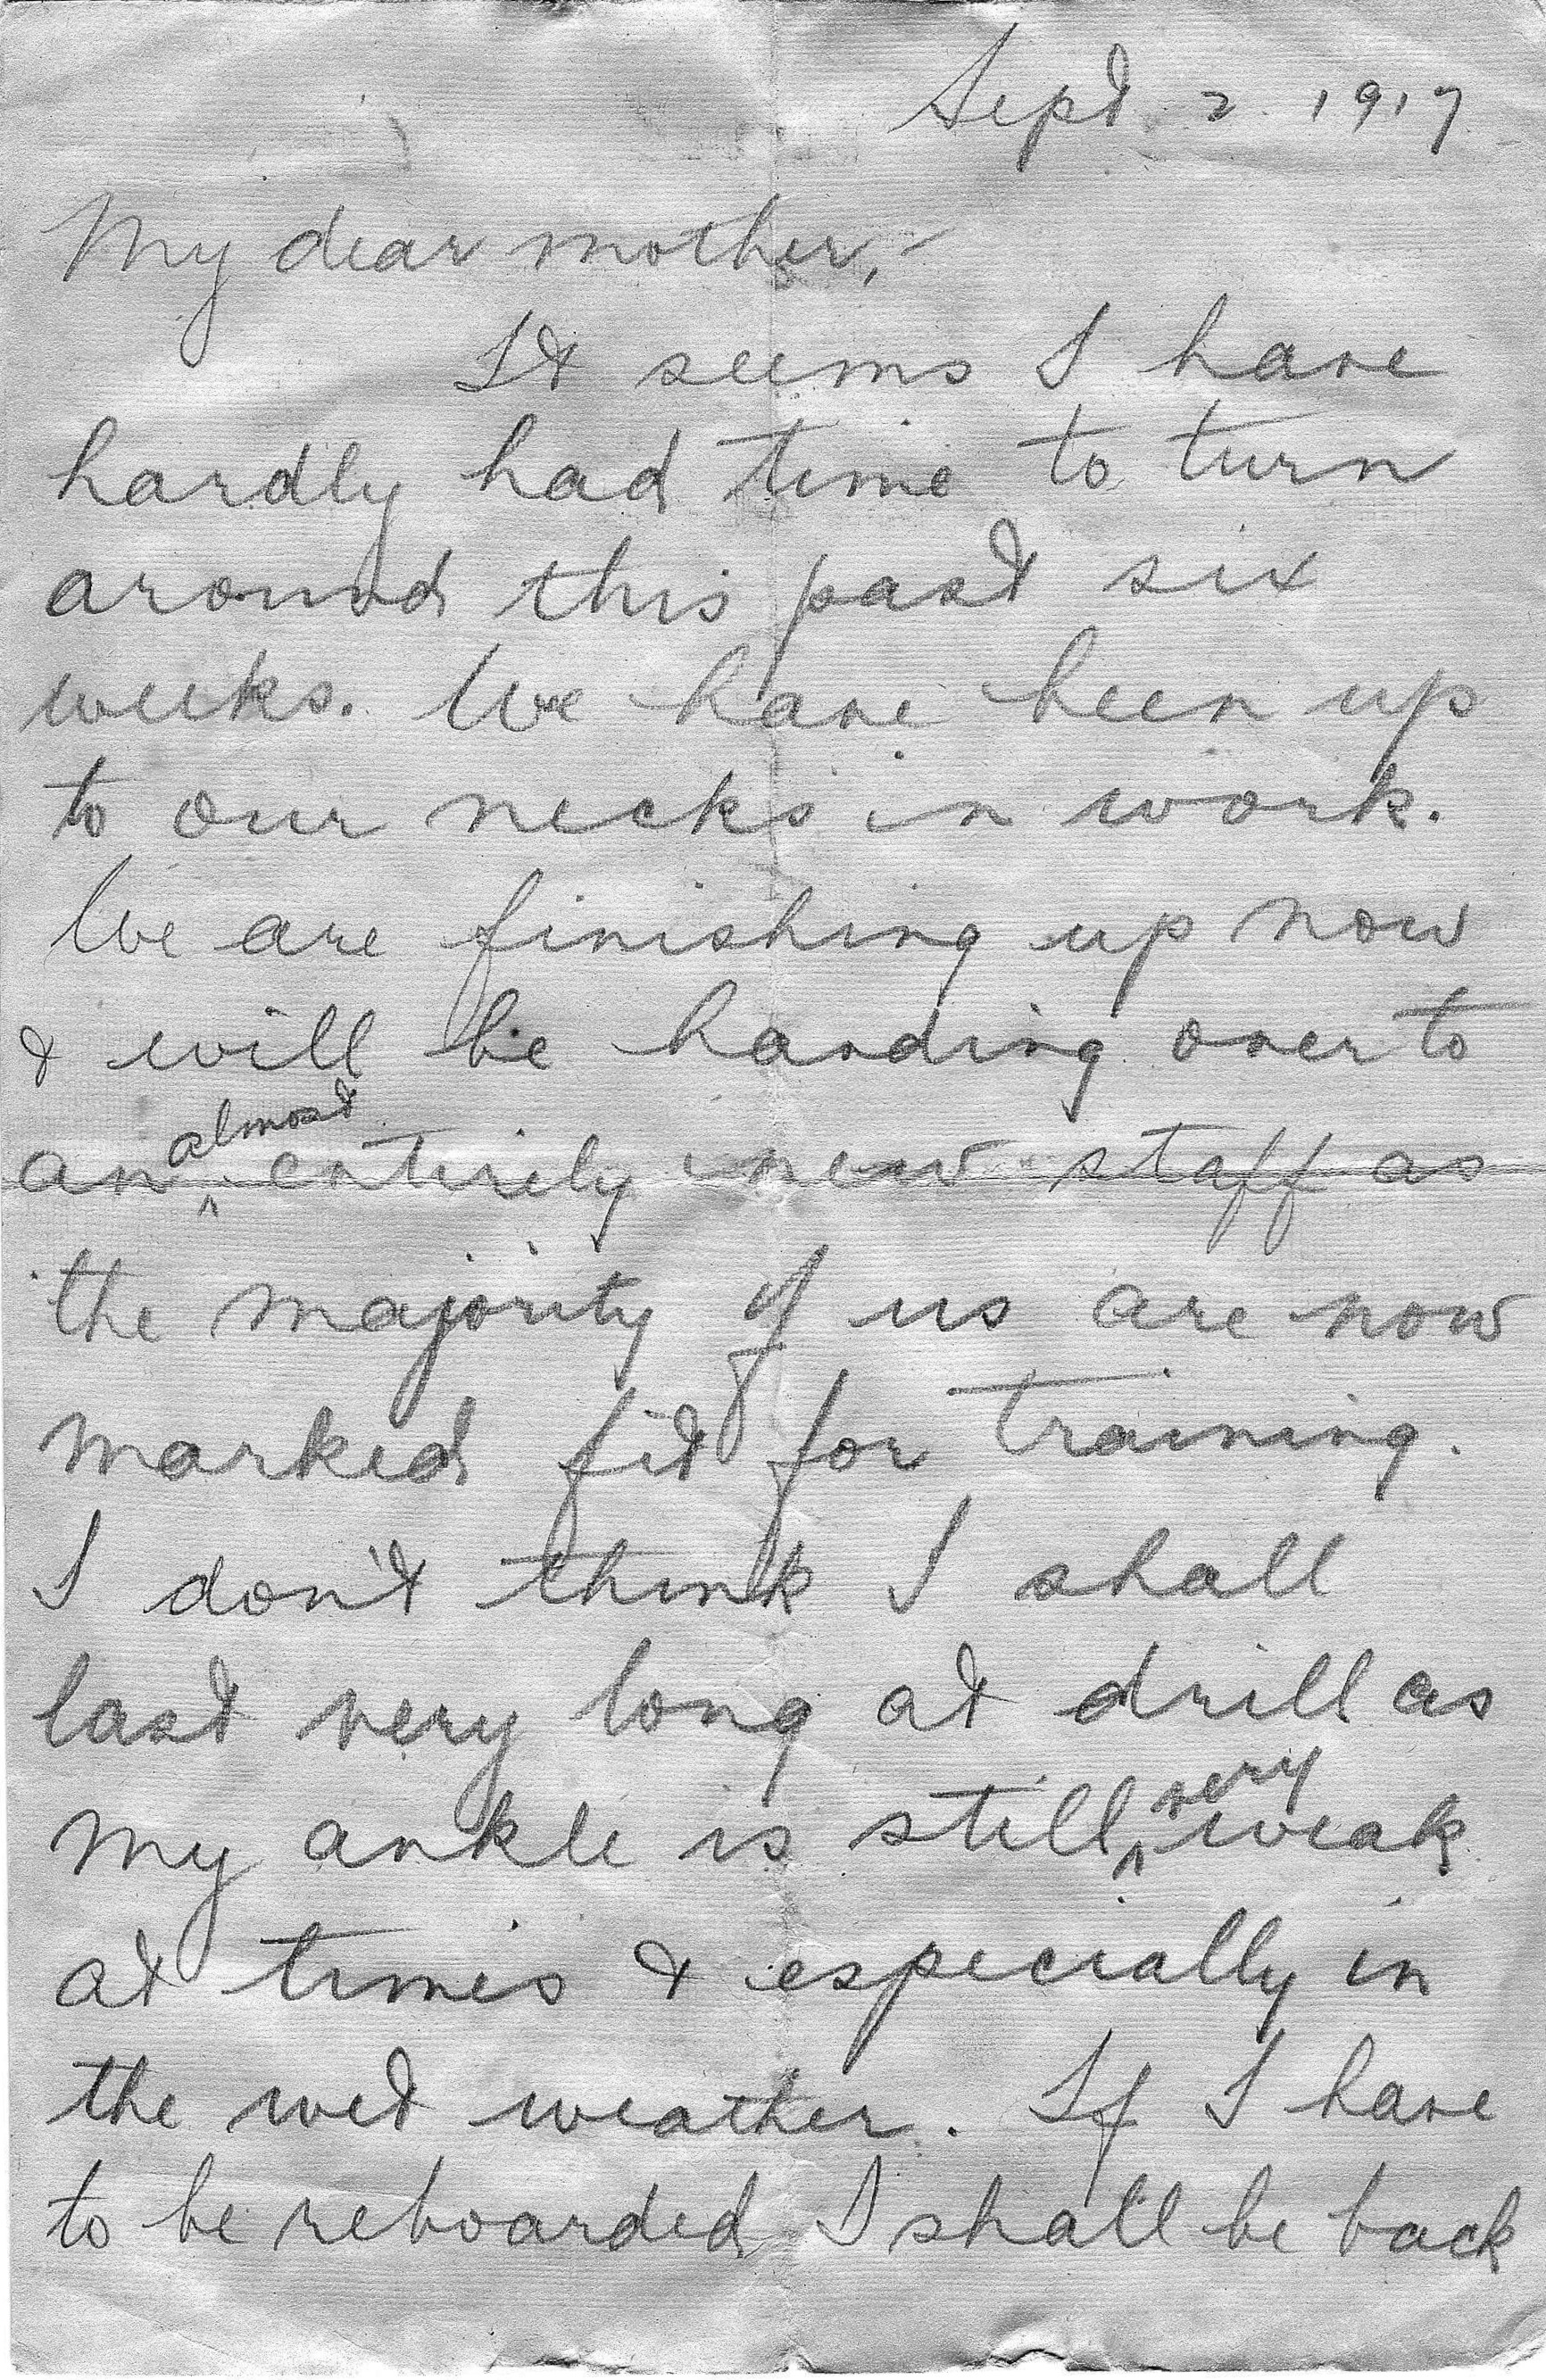 Sept 2. 1917
My dear mother,-
It seems I have
hardly had time to turn
around this past six
weeks. We have been up
to our necks in work.
We are finishing up now
& will be handing over to
an almost entirely new staff as
the majority of us are now
marked fit for training.
I don't think I shall
last very long at drill as
my ankle is still very weak
at times & especially in
the wet weather. If I have
to be reboarded I shall be back